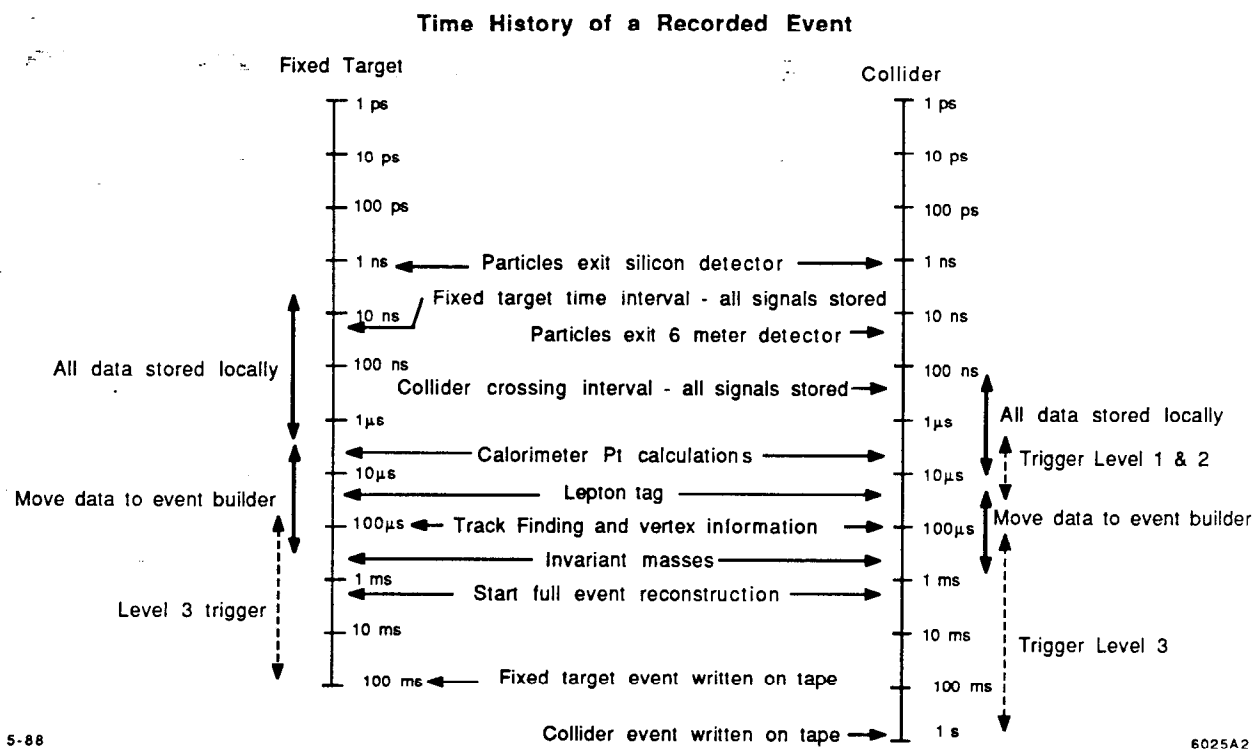 Time History of a Recorded Event
Fixed Target
Collider
1 ps
10 ps
100 ps
1 ns
10 ns
100 ns
1μs
10μs
100μs
1 ms
10 ms
100 ms
1 ps
10 ps
100 ps
1 ns
10 ns
100 ns
1μs
10μs
100μs
1 ms
10 ms
100 ms
1 s
Particles exit silicon detector
Fixed target time interval - all signals stored
Particles exit 6 meter detector
Collider crossing interval - all signals stored
Calorimeter Pt calculations
Lepton tag
Track Finding and vertex information
Invariant masses
Start full event reconstruction
Fixed target event written on tape
Collider event written on tape
All data stored locally
Move data to event builder
Level 3 trigger
All data stored locally
Trigger Level 1 & 2
Move data to event builder
Trigger Level 3
5-88
6025A2